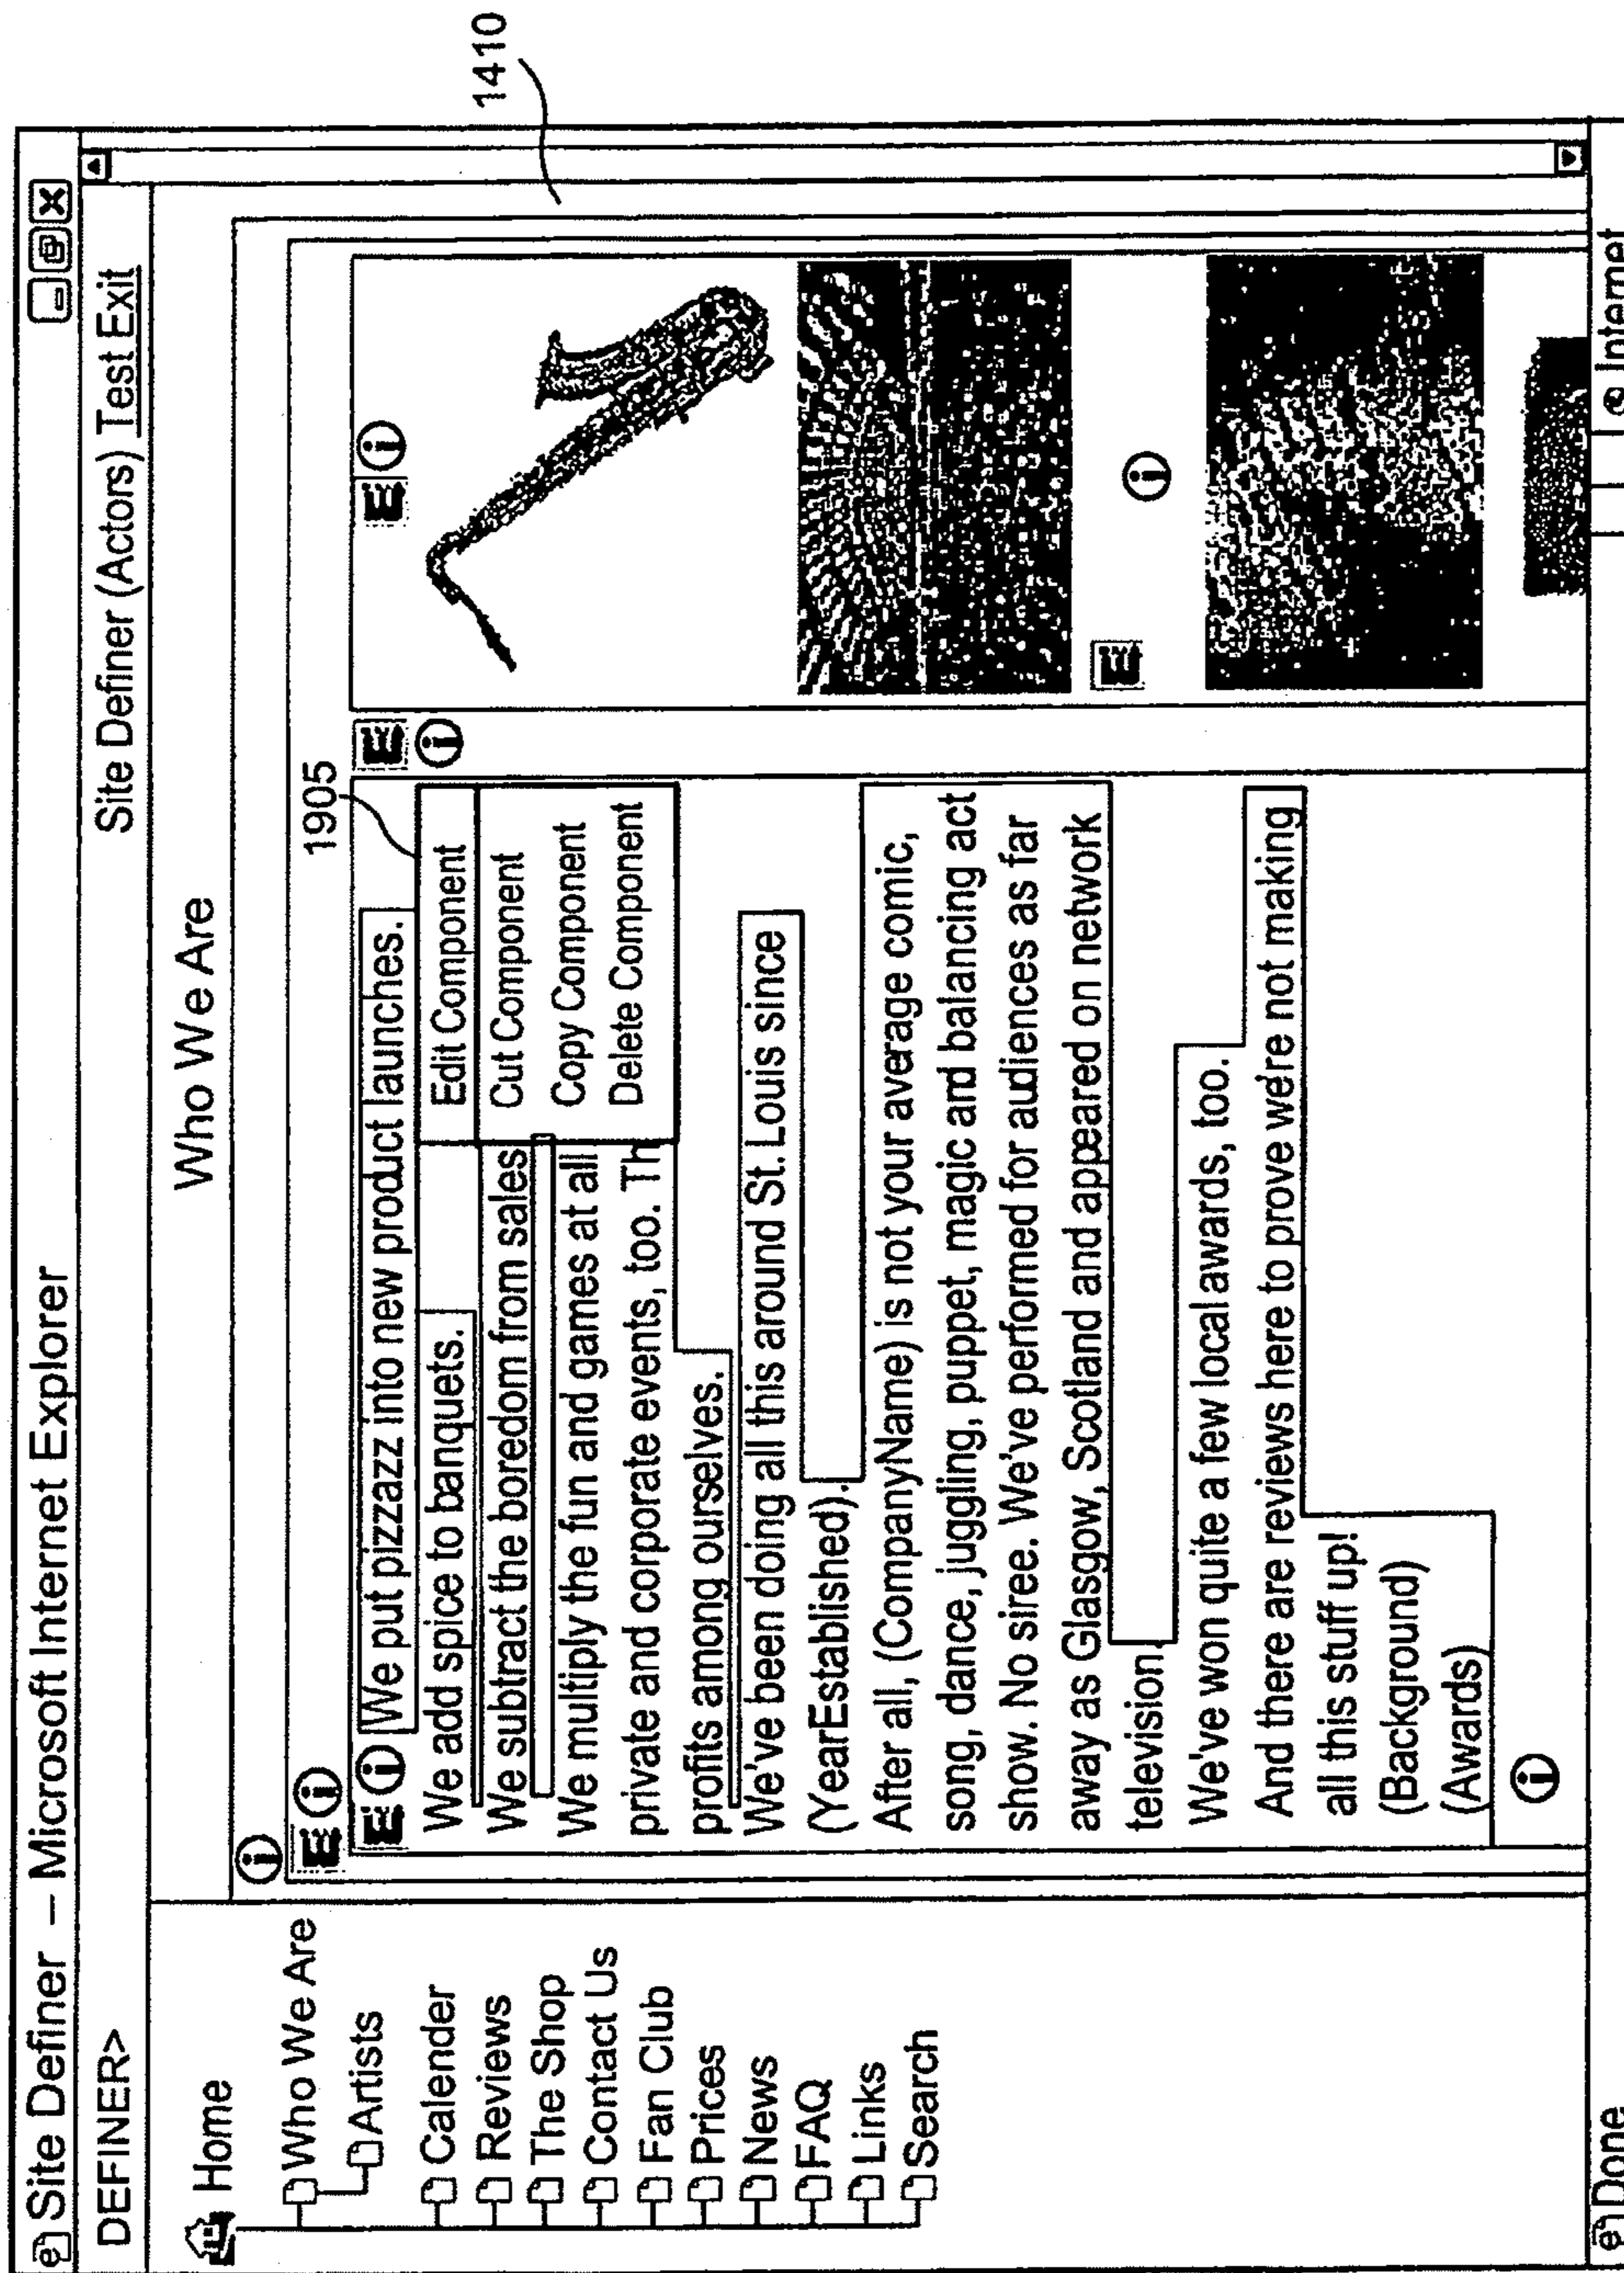 Site Definer – Microsoft Internet Explorer
DEFINER>
Site Definer (Actors) Test Exit
Home
Who We Are
Artists
Calender
Reviews
The Shop
Contact Us
Fan Club
Prices
News
FAQ
Links
Search
Who We Are
1905
1410
We put pizzazz into new product launches.
We add spice to banquets.
We subtract the boredom from sales
We multiply the fun and games at all
private and corporate events, too. Th
profits among ourselves.
We've been doing all this around St. Louis since
(YearEstablished).
After all, (CompanyName) is not your average comic,
song, dance, juggling, puppet, magic and balancing act
show. No siree. We've performed for audiences as far
away as Glasgow, Scotland and appeared on network
television.
We've won quite a few local awards, too.
And there are reviews here to prove we're not making
all this stuff up!
(Background)
(Awards)
Edit Component
Cut Component
Copy Component
Delete Component
Done
Internet